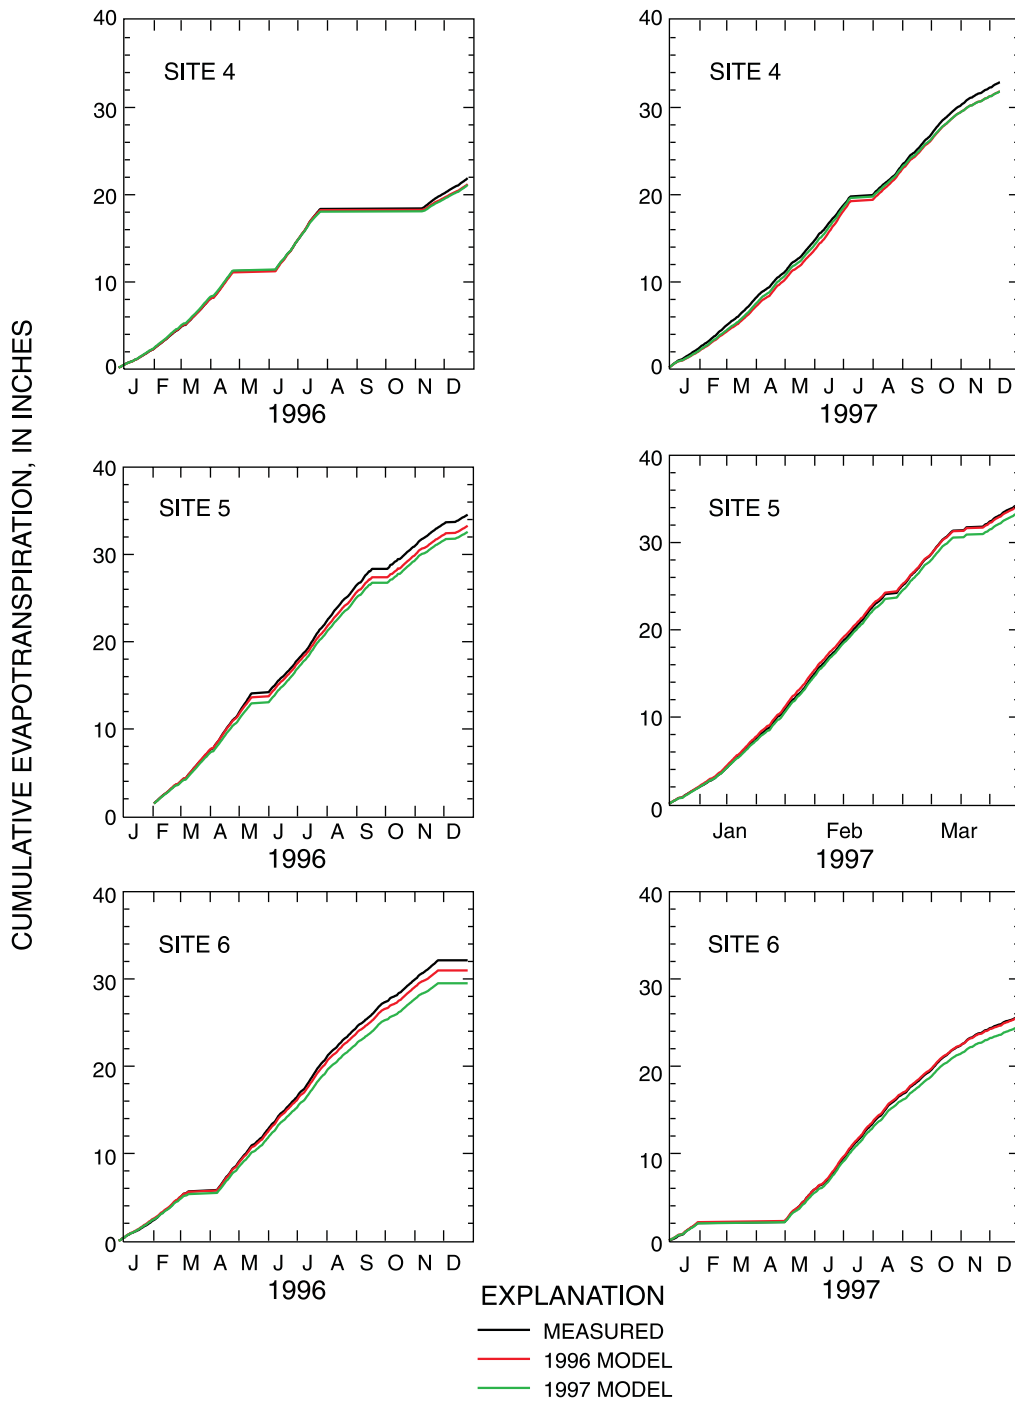 CUMULATIVE EVAPOTRANSPIRATION, IN INCHES
40
30
20
10
0
SITE 4
J F M A M J J A S O N D
1996
40
30
20
10
0
SITE 4
J F M A M J J A S O N D
1997
40
30
20
10
0
SITE 5
J F M A M J J A S O N D
1996
40
30
20
10
0
SITE 5
Jan Feb Mar
1997
40
30
20
10
0
SITE 6
J F M A M J J A S O N D
1996
40
30
20
10
0
SITE 6
J F M A M J J A S O N D
1997
EXPLANATION
MEASURED
1996 MODEL
1997 MODEL